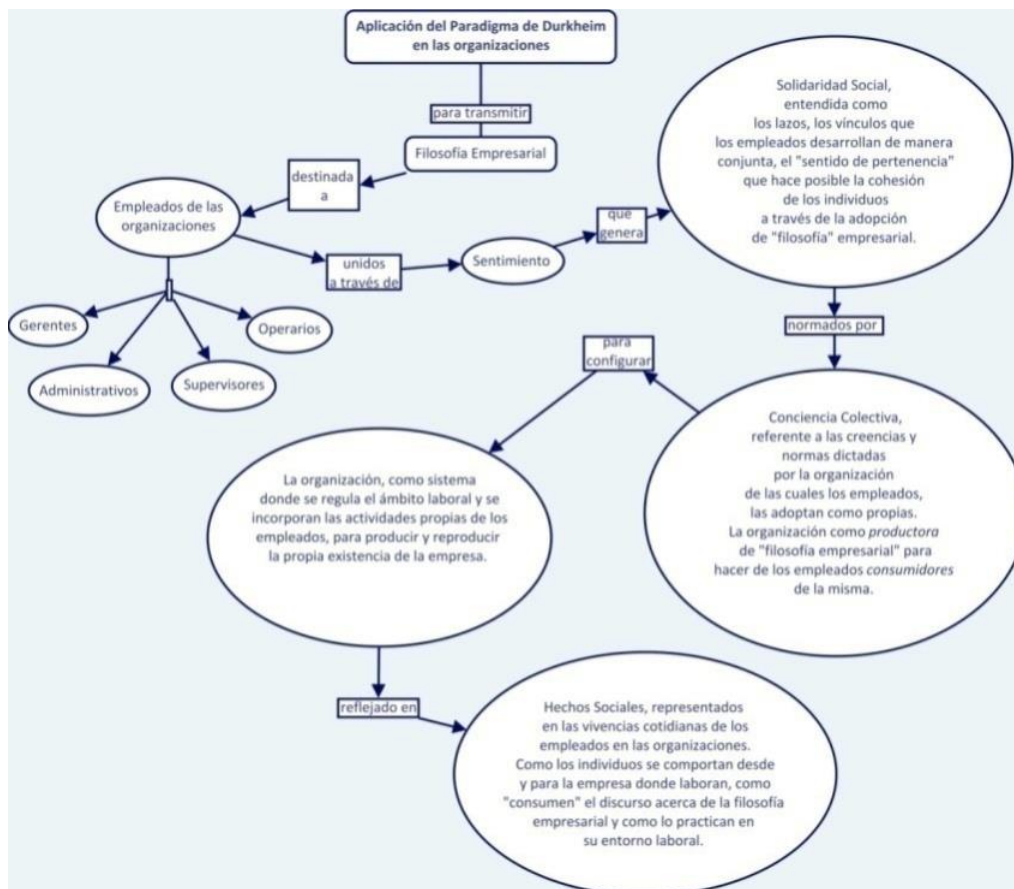 Aplicación del Paradigma de Durkheim
en las organizaciones
para transmitir
Filosofía Empresarial
destinada
a
Empleados de las
organizaciones
Gerentes
Administrativos
Supervisores
Operarios
unidos
a través de
Sentimiento
que
genera
Solidaridad Social,
entendida como
los lazos, los vínculos que
los empleados desarrollan de manera
conjunta, el "sentido de pertenencia"
que hace posible la cohesión
de los individuos
a través de la adopción
de "filosofía" empresarial.
normados por
Conciencia Colectiva,
referente a las creencias y
normas dictadas
por la organización
de las cuales los empleados,
las adoptan como propias.
La organización como productora
de "filosofía empresarial" para
hacer de los empleados consumidores
de la misma.
para
configurar
La organización, como sistema
donde se regula el ámbito laboral y se
incorporan las actividades propias de los
empleados, para producir y reproducir
la propia existencia de la empresa.
reflejado en
Hechos Sociales, representados
en las vivencias cotidianas de los
empleados en las organizaciones.
Como los individuos se comportan desde
y para la empresa donde laboran, como
"consumen" el discurso acerca de la filosofía
empresarial y como lo practican en
su entorno laboral.